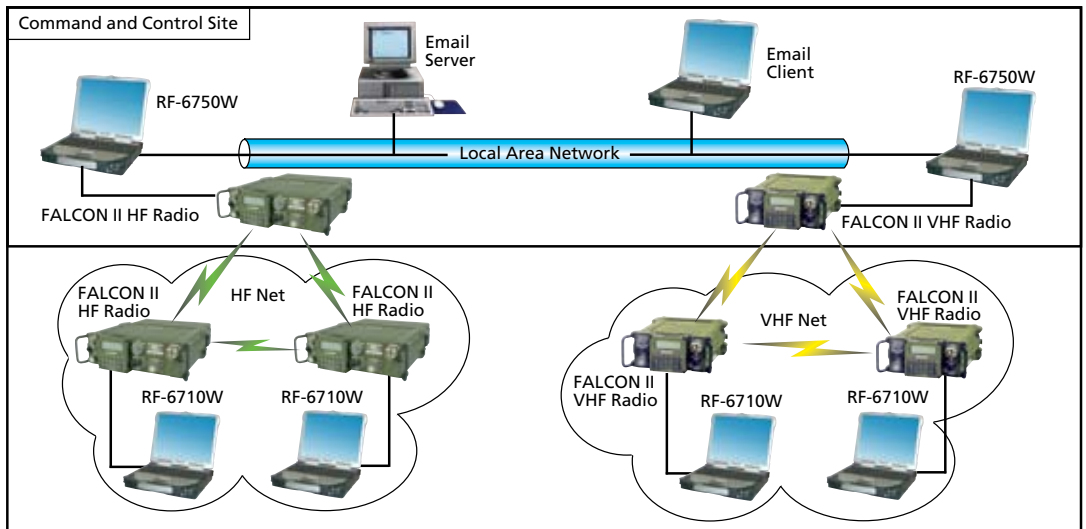 Command and Control Site
Email
Server
Email
Client
RF-6750W
RF-6750W
Local Area Network
FALCON II HF Radio
FALCON II VHF Radio
FALCON II
HF Radio
HF Net
FALCON II
HF Radio
FALCON II
VHF Radio
VHF Net
FALCON II
VHF Radio
RF-6710W
RF-6710W
RF-6710W
RF-6710W